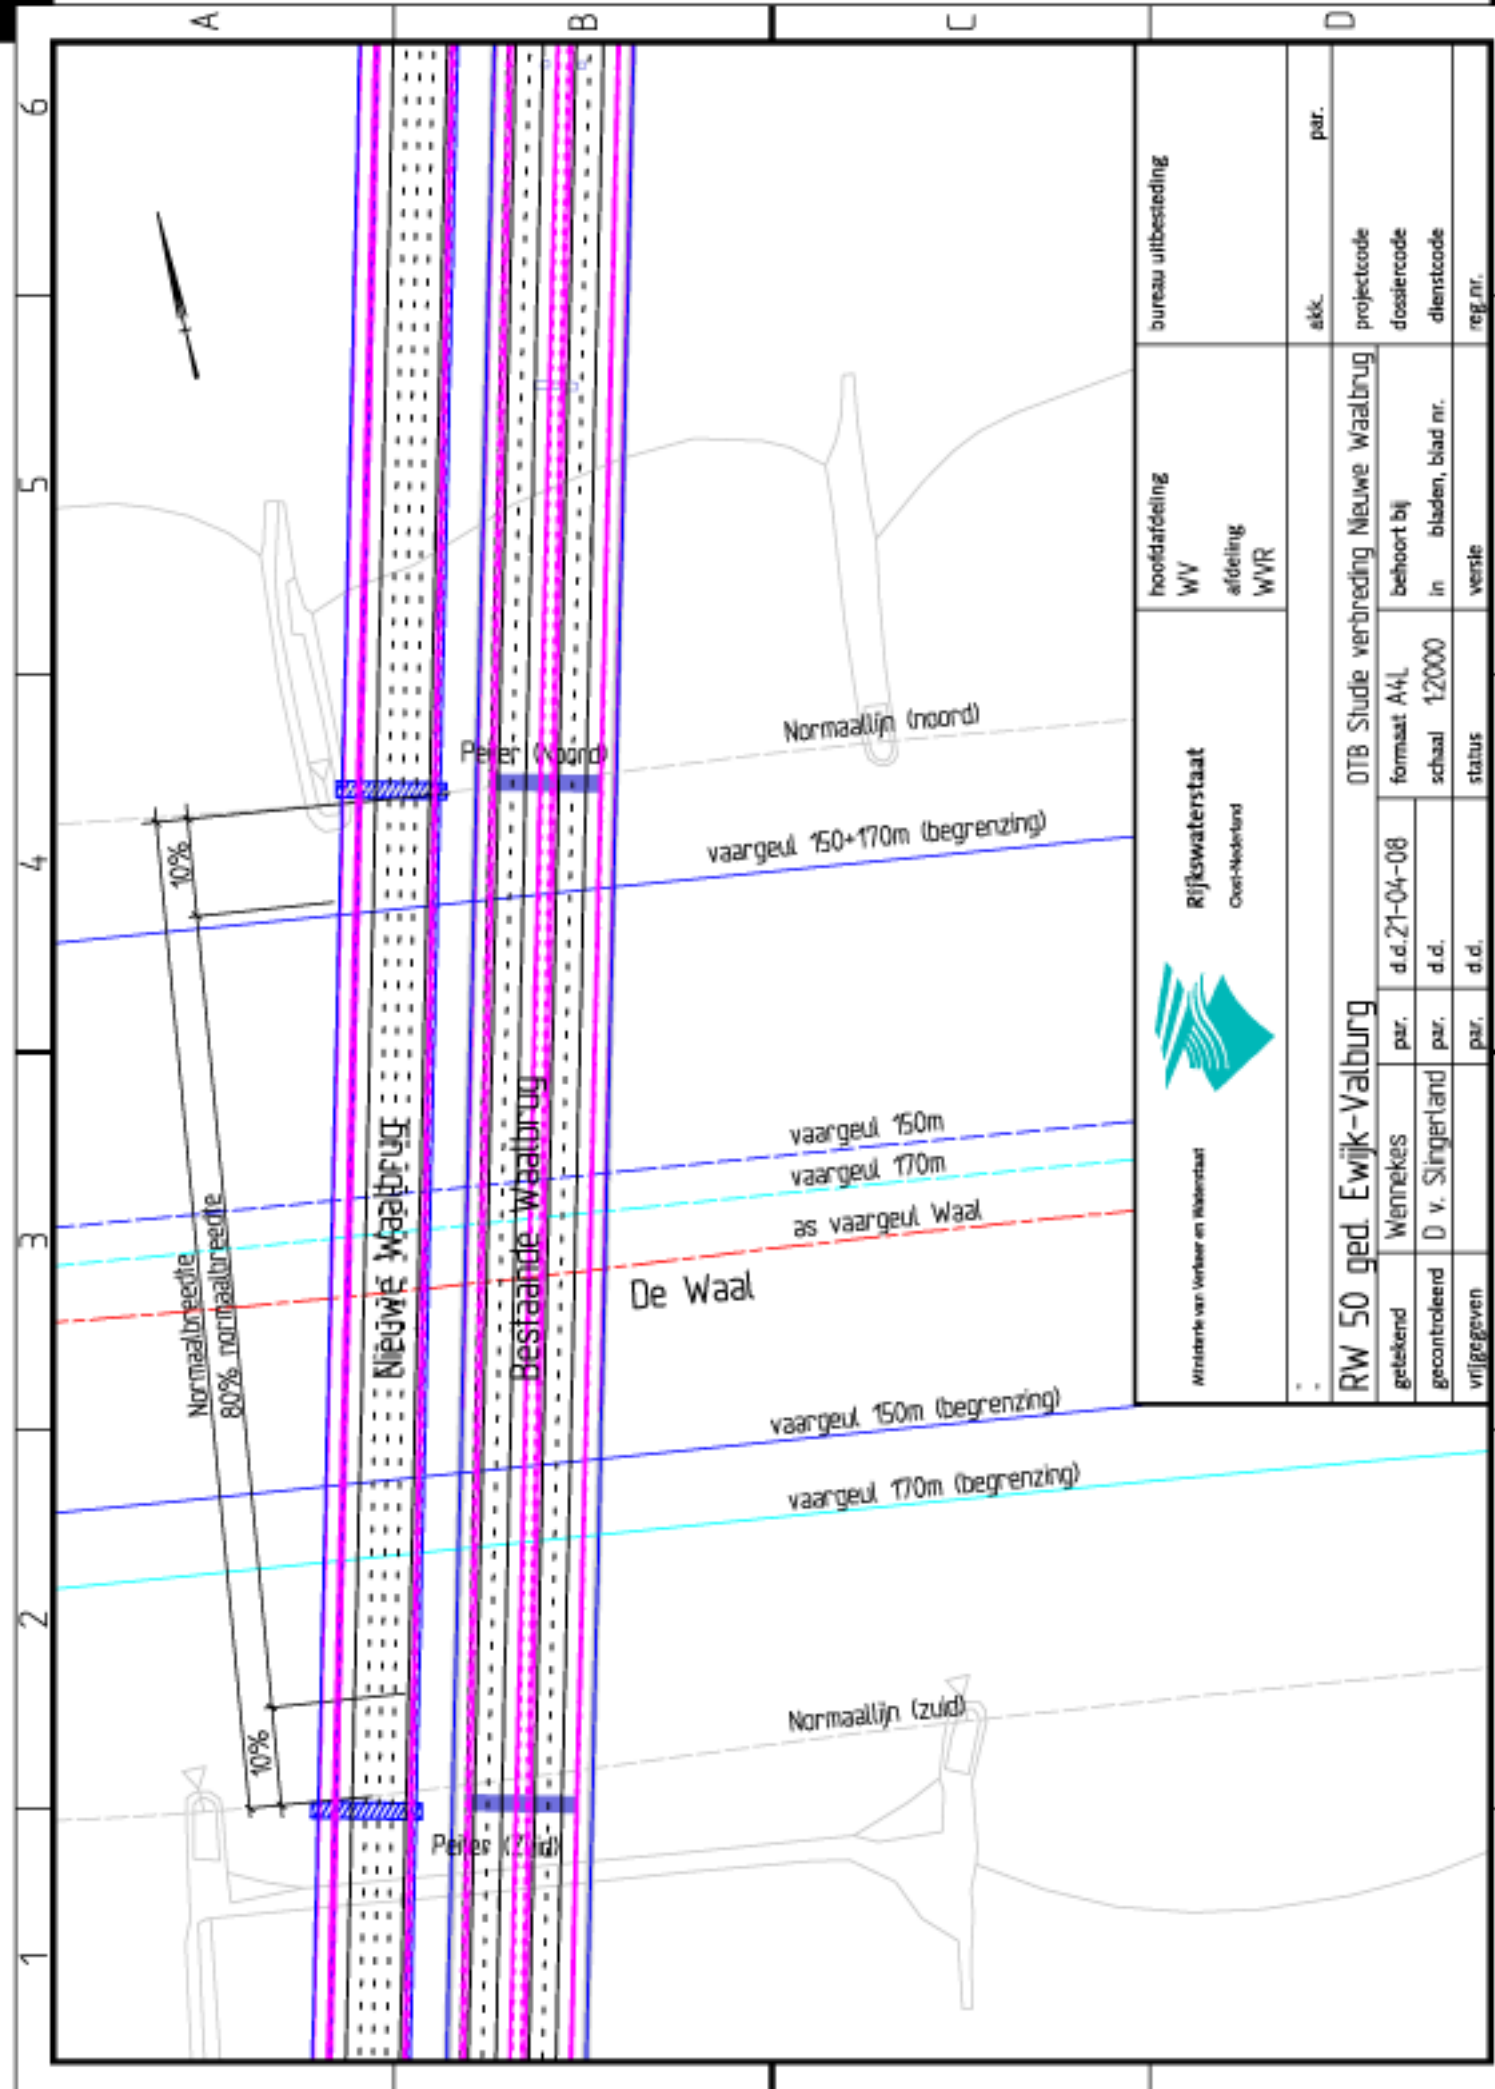 A
B
C
D
6
5
4
3
2
1
Normaallijn (noord)
Peiler (Noord)
vaargeul 150+170m (begrenzing)
10%
Normaalbreedte
80% normaalbreedte
Nieuwe Waalbrug
Bestaande Waalbrug
vaargeul 150m
vaargeul 170m
as vaargeul Waal
De Waal
vaargeul 150m (begrenzing)
vaargeul 170m (begrenzing)
10%
Normaallijn (zuid)
(Zuid)
Ministerie van Verkeer en Waterstaat
Rijkswaterstaat
Oost-Nederland
hoofdafdeling
WV
afdeling
WVR
bureau uitbesteding
akk. par.
RW 50 ged. Ewijk-Valburg OTB Studie verbreding Nieuwe Waalbrug projectcode
getekend Wennekes par. d.d.21-04-08 formaat A4L behoort bij dossiercode
gecontroleerd D v. Slingerland par. d.d. schaal 1:2000 in bladen, blad nr. dienstcode
vrijgegeven par. d.d. status versie reg.nr.